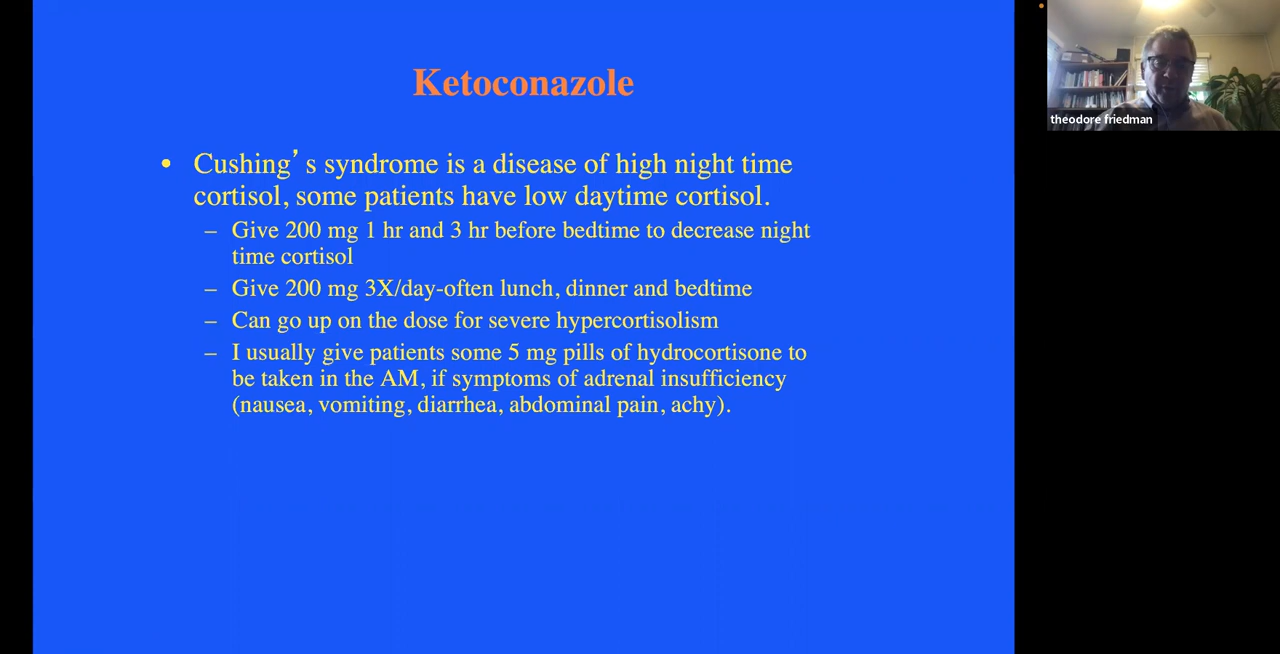 Ketoconazole
• Cushing’s syndrome is a disease of high night time
cortisol, some patients have low daytime cortisol.
– Give 200 mg 1 hr and 3 hr before bedtime to decrease night
time cortisol
– Give 200 mg 3X/day-often lunch, dinner and bedtime
– Can go up on the dose for severe hypercortisolism
– I usually give patients some 5 mg pills of hydrocortisone to
be taken in the AM, if symptoms of adrenal insufficiency
(nausea, vomiting, diarrhea, abdominal pain, achy).
theodore friedman